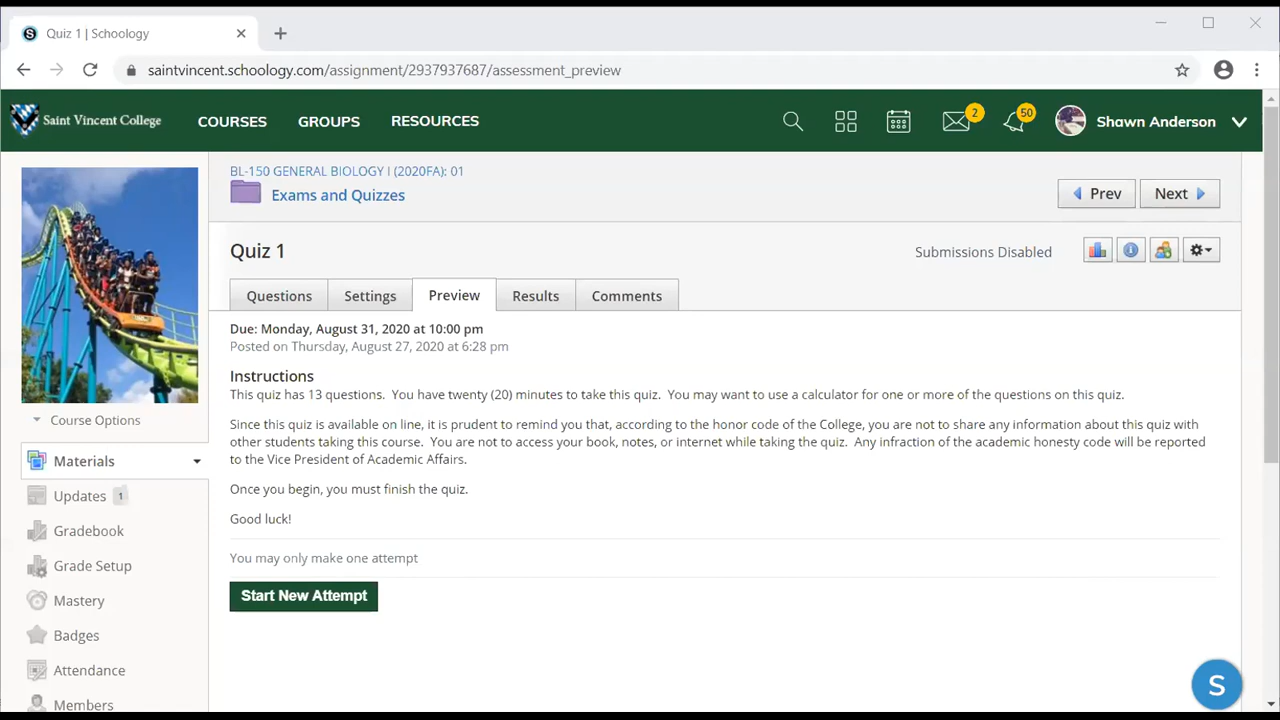 Quiz 1 | Schoology
saintvincent.schoology.com/assignment/2937937687/assessment_preview
Saint Vincent College
COURSES
GROUPS
RESOURCES
2
50
Shawn Anderson
BL-150 GENERAL BIOLOGY I (2020FA): 01
Exams and Quizzes
Prev
Next
Quiz 1
Submissions Disabled
Questions
Settings
Preview
Results
Comments
Due: Monday, August 31, 2020 at 10:00 pm
Posted on Thursday, August 27, 2020 at 6:28 pm
Instructions
This quiz has 13 questions.  You have twenty (20) minutes to take this quiz.  You may want to use a calculator for one or more of the questions on this quiz.
Since this quiz is available on line, it is prudent to remind you that, according to the honor code of the College, you are not to share any information about this quiz with
other students taking this course.  You are not to access your book, notes, or internet while taking the quiz.  Any infraction of the academic honesty code will be reported
to the Vice President of Academic Affairs.
Once you begin, you must finish the quiz.
Good luck!
You may only make one attempt
Start New Attempt
Course Options
Materials
Updates 1
Gradebook
Grade Setup
Mastery
Badges
Attendance
Members
S